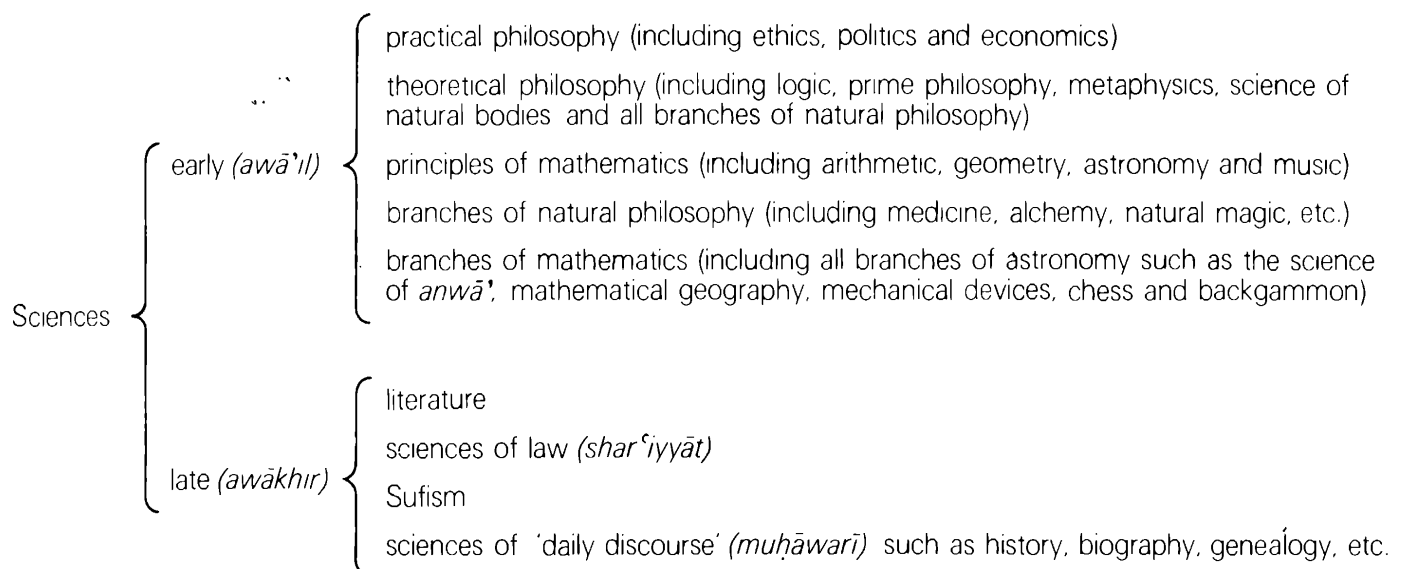 practical philosophy (including ethics, politics and economics)
theoretical philosophy (including logic, prime philosophy, metaphysics, science of
natural bodies and all branches of natural philosophy)
early (awā'il)
principles of mathematics (including arithmetic, geometry, astronomy and music)
branches of natural philosophy (including medicine, alchemy, natural magic, etc.)
branches of mathematics (including all branches of astronomy such as the science
of anwā', mathematical geography, mechanical devices, chess and backgammon)
Sciences
literature
sciences of law (shar ʿiyyāt)
late (awākhir)
Sufism
sciences of 'daily discourse' (muḥāwarī) such as history, biography, genealogy, etc.